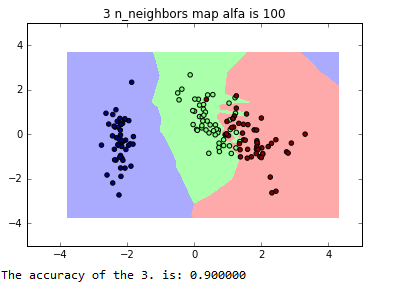 3 n_neighbors map alfa is 100
4
2
0
−2
−4
−4 −2 0 2 4
The accuracy of the 3. is: 0.900000